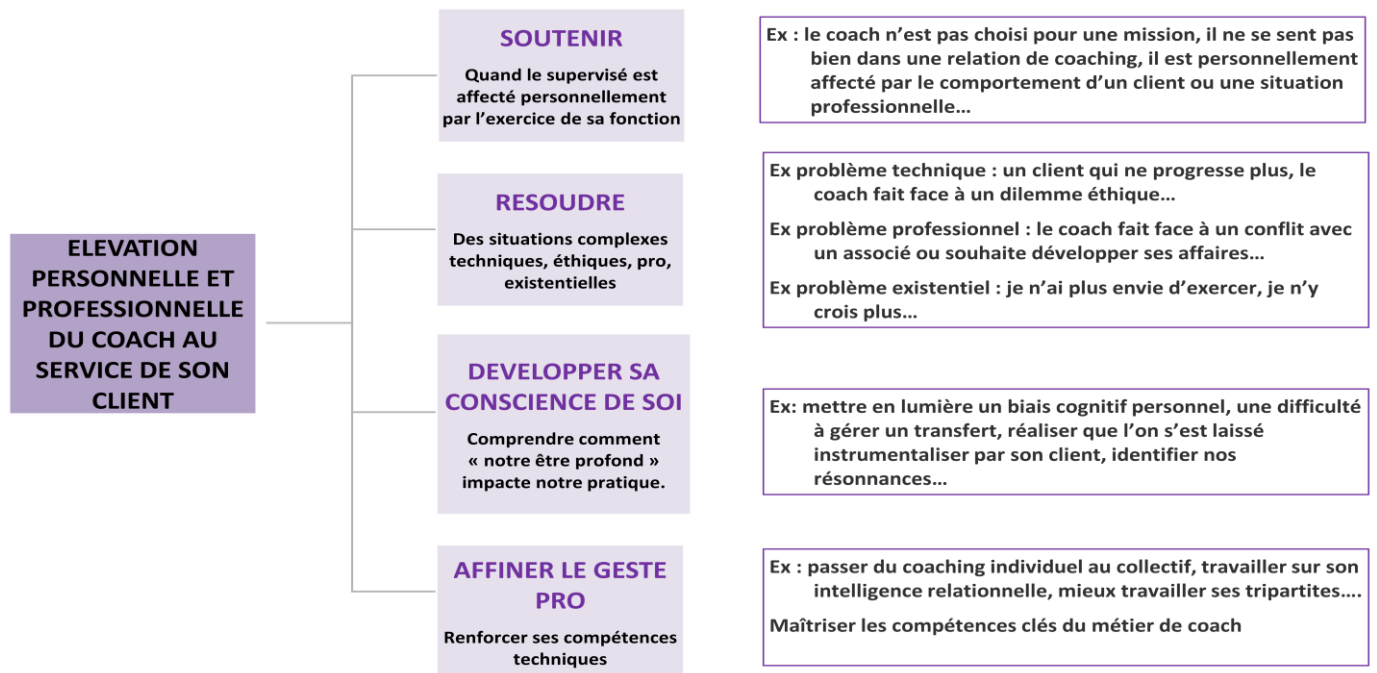 ELEVATION
PERSONNELLE ET
PROFESSIONNELLE
DU COACH AU
SERVICE DE SON
CLIENT
SOUTENIR
Quand le supervisé est
affecté personnellement
par l’exercice de sa fonction
Ex : le coach n’est pas choisi pour une mission, il ne se sent pas
bien dans une relation de coaching, il est personnellement
affecté par le comportement d’un client ou une situation
professionnelle…
RESOUDRE
Des situations complexes
techniques, éthiques, pro,
existentielles
Ex problème technique : un client qui ne progresse plus, le
coach fait face à un dilemme éthique…
Ex problème professionnel : le coach fait face à un conflit avec
un associé ou souhaite développer ses affaires…
Ex problème existentiel : je n’ai plus envie d’exercer, je n’y
crois plus…
DEVELOPPER SA
CONSCIENCE DE SOI
Comprendre comment
« notre être profond »
impacte notre pratique.
Ex: mettre en lumière un biais cognitif personnel, une difficulté
à gérer un transfert, réaliser que l’on s’est laissé
instrumentaliser par son client, identifier nos
résonnances…
AFFINER LE GESTE
PRO
Renforcer ses compétences
techniques
Ex : passer du coaching individuel au collectif, travailler sur son
intelligence relationnelle, mieux travailler ses tripartites….
Maîtriser les compétences clés du métier de coach